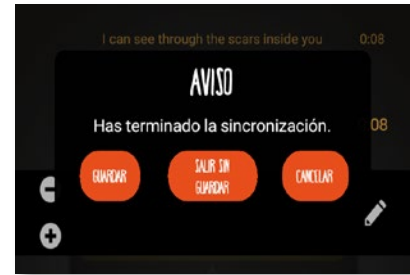 I can see through the scars inside you 0:08
AVISO
Has terminado la sincronización.
08
GUARDAR
SALIR SIN
GUARDAR
CANCELAR